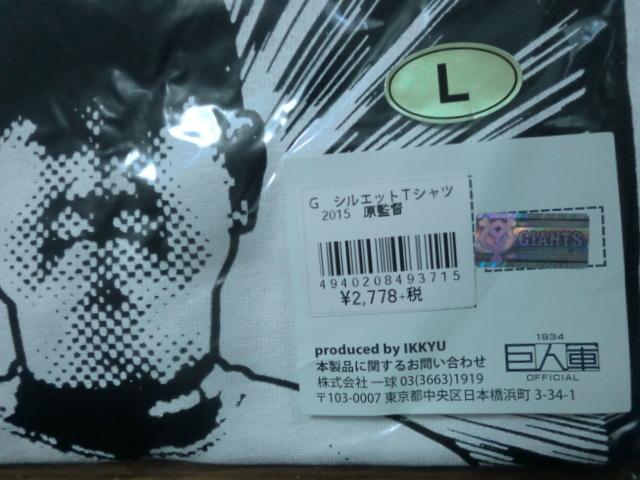 L
G シルエットTシャツ
2015 原監督
4940208493715
¥2,778+税
GIANTS
produced by IKKYU
本製品に関するお問い合わせ
株式会社 一球 03(3663)1919
〒103-0007 東京都中央区日本橋浜町 3-34-1
1934
巨人軍
OFFICIAL